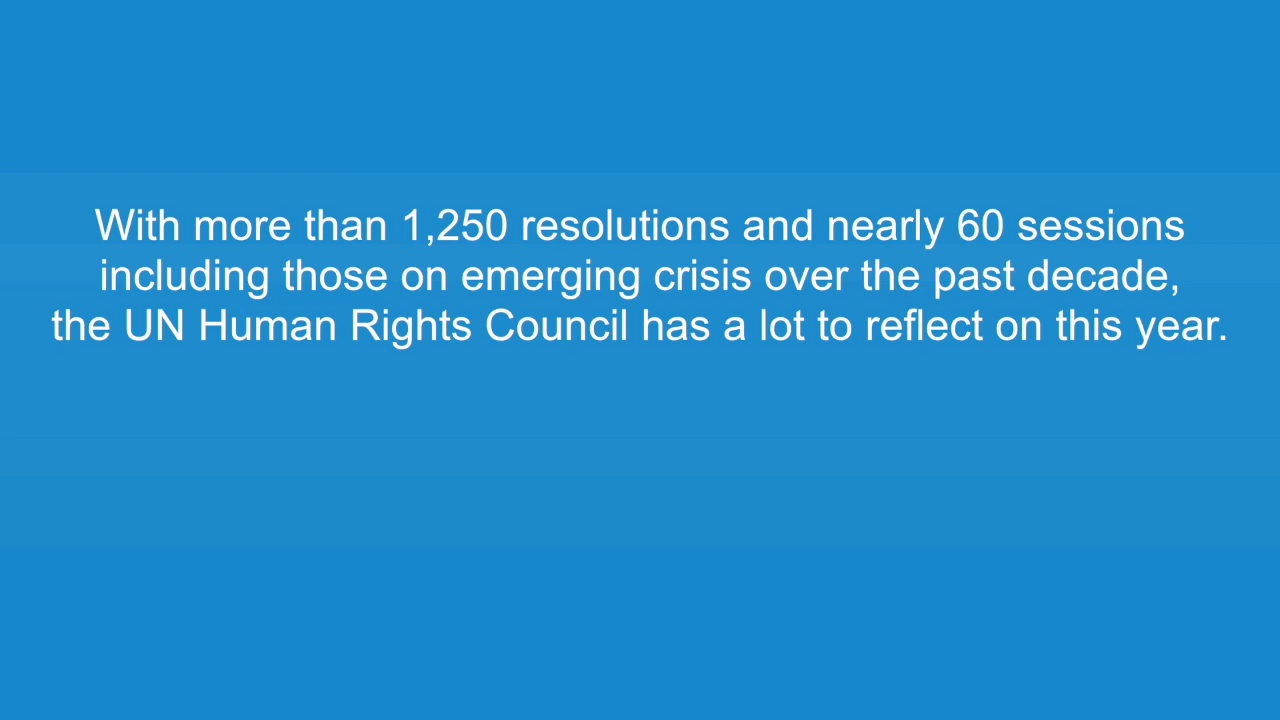 With more than 1,250 resolutions and nearly 60 sessions
including those on emerging crisis over the past decade,
the UN Human Rights Council has a lot to reflect on this year.